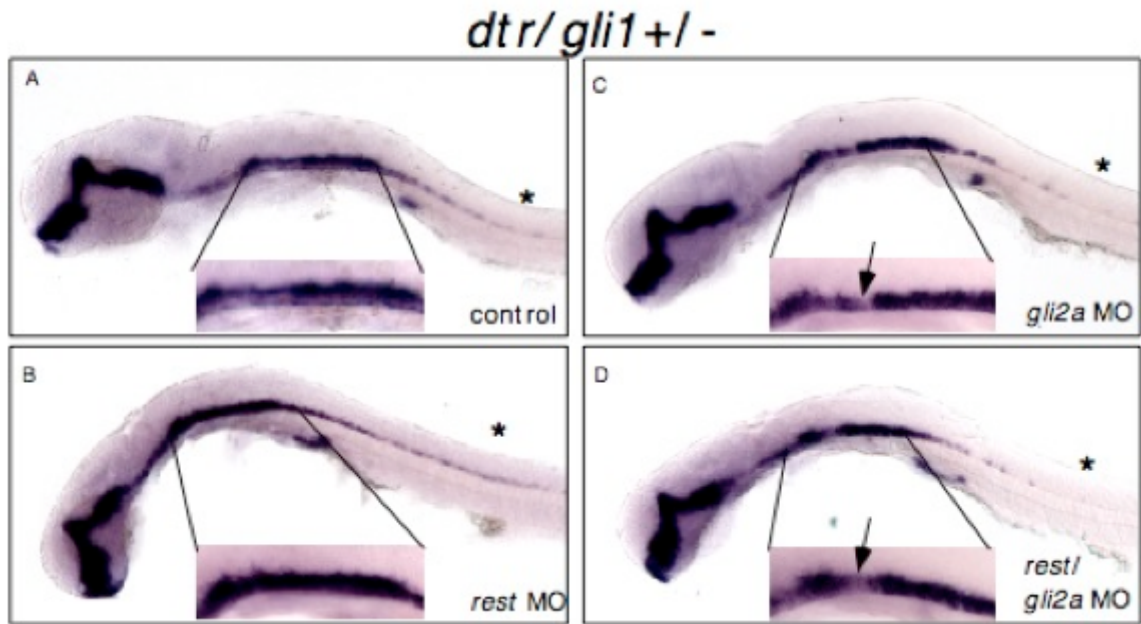 dtr/ gli1+/ -
A
*
control
B
*
rest MO
C
*
gli2a MO
D
*
rest/
gli2a MO